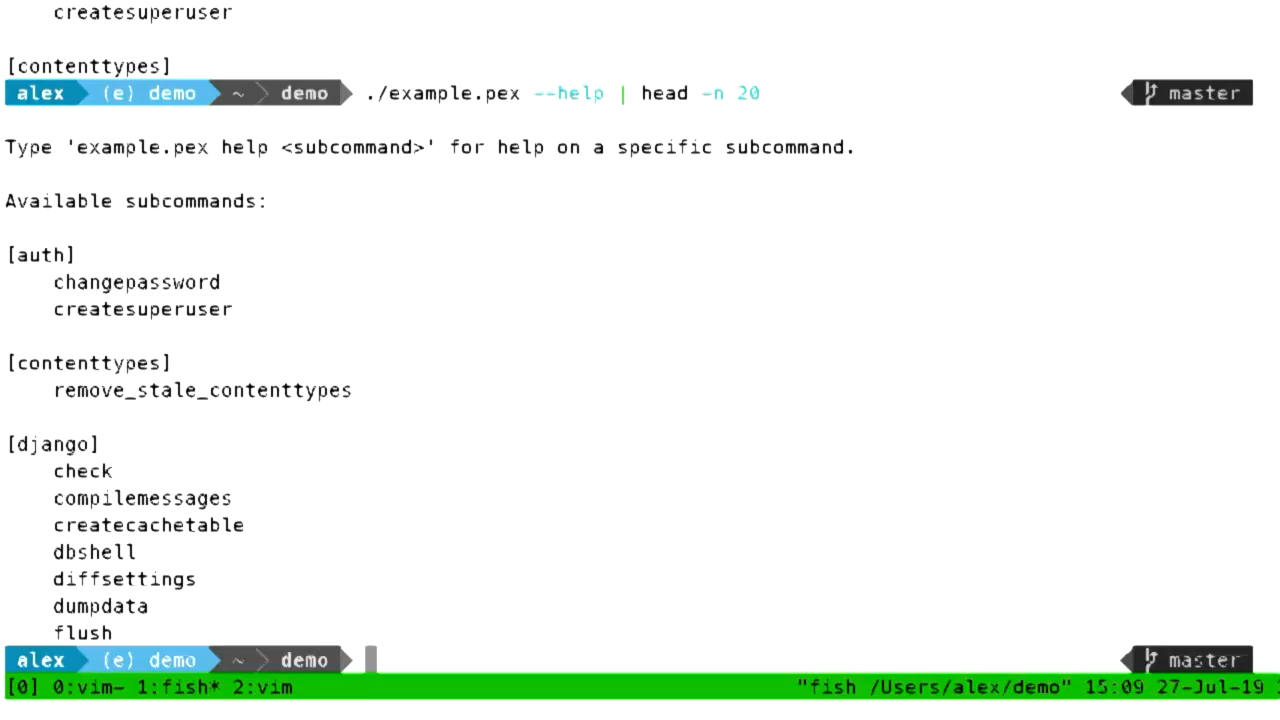 createsuperuser

[contenttypes]
alex (e) demo ~ demo ./example.pex --help | head -n 20 master

Type 'example.pex help <subcommand>' for help on a specific subcommand.

Available subcommands:

[auth]
    changepassword
    createsuperuser

[contenttypes]
    remove_stale_contenttypes

[django]
    check
    compilemessages
    createcachetable
    dbshell
    diffsettings
    dumpdata
    flush
alex (e) demo ~ demo master
[0] 0:vim- 1:fish* 2:vim "fish /Users/alex/demo" 15:09 27-Jul-19